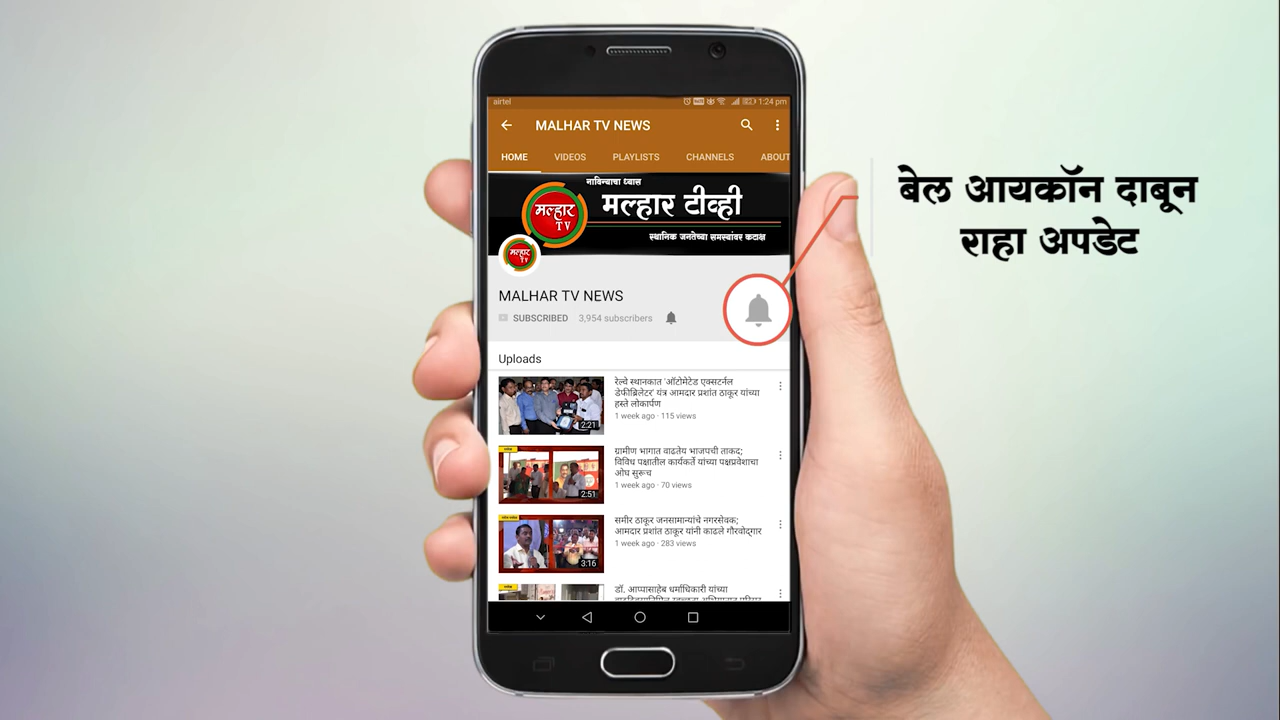 airtel 1:24 pm
MALHAR TV NEWS
HOME VIDEOS PLAYLISTS CHANNELS ABOUT
नाविन्याचा ध्यास
मल्हार टीव्ही
मल्हार
TV
स्थानिक जनतेच्या समस्यांवर कटाक्ष
मल्हार
TV
MALHAR TV NEWS
SUBSCRIBED 3,954 subscribers
बेल आयकॉन दाबून
राहा अपडेट
Uploads
रेल्वे स्थानकात 'ऑटोमेटेड एक्सटर्नल
डेफीब्रिलेटर' यंत्र आमदार प्रशांत ठाकूर यांच्या
हस्ते लोकार्पण
1 week ago · 115 views
2:21
ग्रामीण भागात वाढतेय भाजपची ताकद;
विविध पक्षातील कार्यकर्ते यांच्या पक्षप्रवेशाचा
ओघ सुरूच
1 week ago · 70 views
2:51
समीर ठाकूर जनसामान्यांचे नगरसेवक;
आमदार प्रशांत ठाकूर यांनी काढले गौरवोद्गार
1 week ago · 283 views
3:16
डॉ. आप्पासाहेब धर्माधिकारी यांच्या